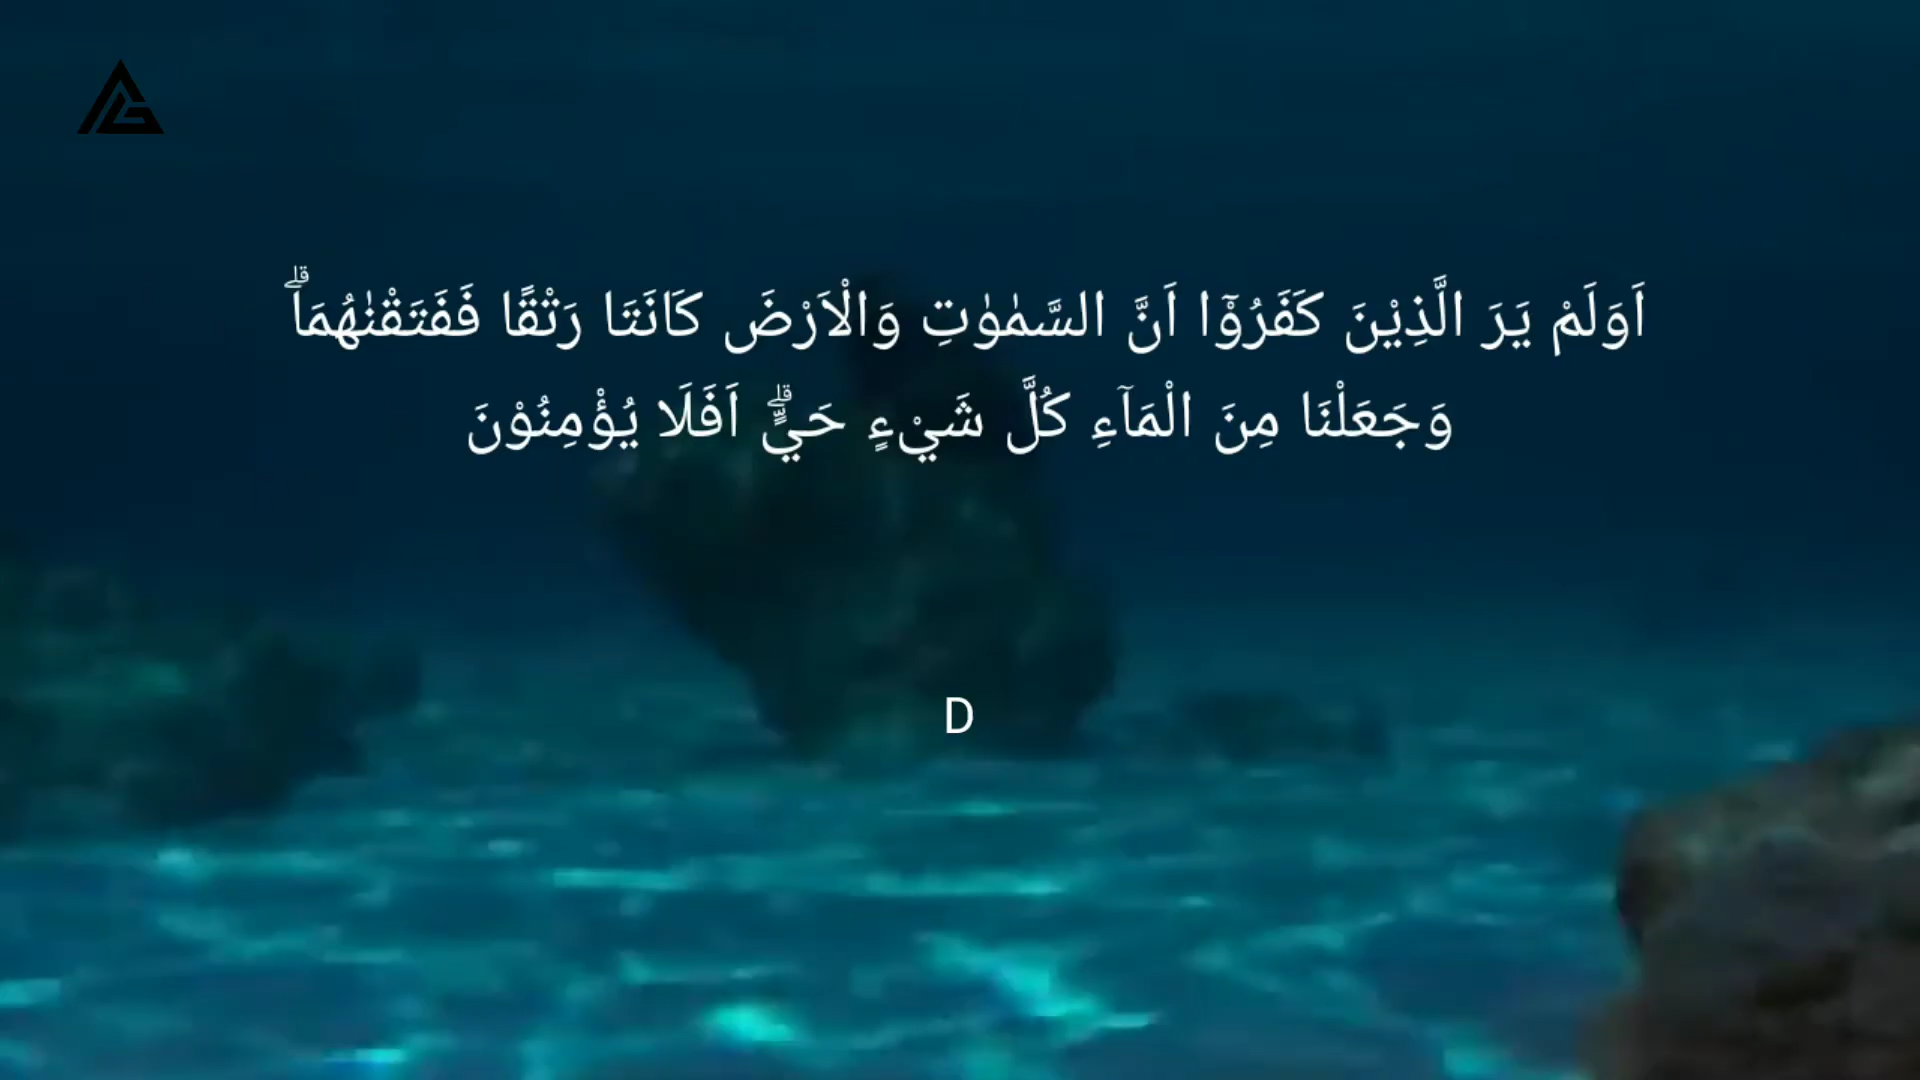 اَوَلَمْ يَرَ الَّذِيْنَ كَفَرُوْٓا اَنَّ السَّمٰوٰتِ وَالْاَرْضَ كَانَتَا رَتْقًا فَفَتَقْنٰهُمَاۗ
وَجَعَلْنَا مِنَ الْمَاۤءِ كُلَّ شَيْءٍ حَيٍّۗ اَفَلَا يُؤْمِنُوْنَ
D